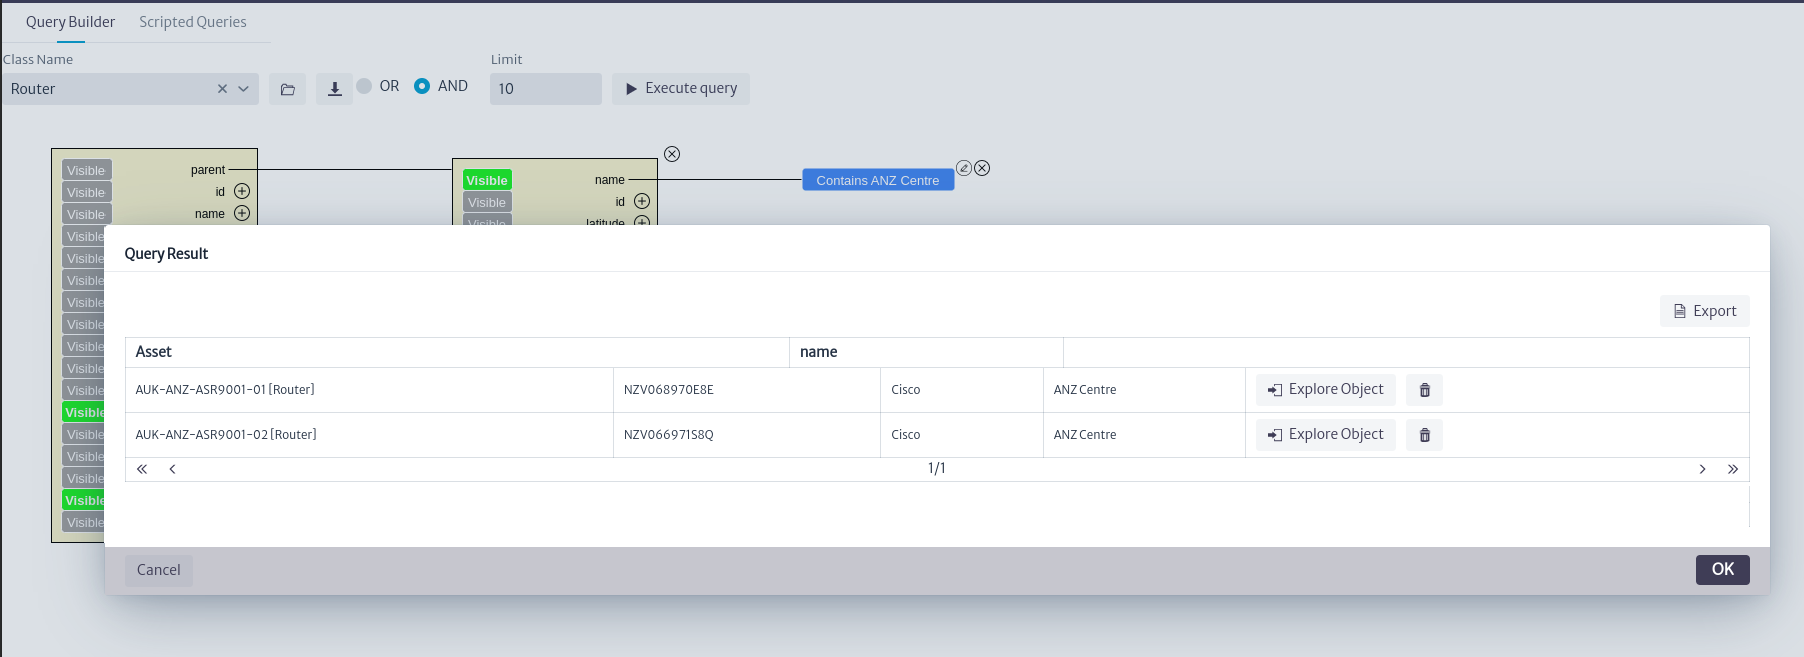 Query Builder Scripted Queries
Class Name Limit
Router OR AND 10 Execute query
Visible parent
Visible id
Visible name
Visible name Contains ANZ Centre
Visible id
Visible latitude
Visible
Visible
Visible
Visible
Visible
Visible
Visible
Visible
Visible
Visible
Visible
Visible
Visible
Visible
Query Result
Export
Asset name
AUK-ANZ-ASR9001-01 [Router] NZV068970E8E Cisco ANZ Centre Explore Object
AUK-ANZ-ASR9001-02 [Router] NZV066971S8Q Cisco ANZ Centre Explore Object
« ‹ 1/1 › »
Cancel OK